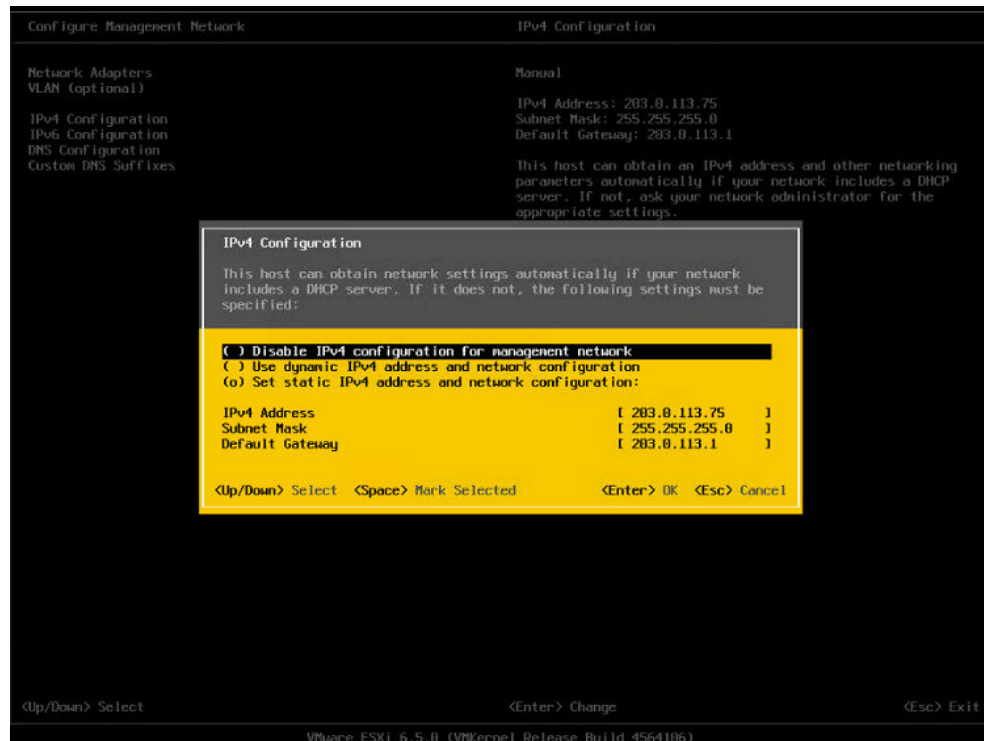 Configure Management Network
IPv4 Configuration
Network Adapters
VLAN (optional)
IPv4 Configuration
IPv6 Configuration
DNS Configuration
Custom DNS Suffixes
Manual
IPv4 Address: 203.0.113.75
Subnet Mask: 255.255.255.0
Default Gateway: 203.0.113.1
This host can obtain an IPv4 address and other networking
parameters automatically if your network includes a DHCP
server. If not, ask your network administrator for the
appropriate settings.
IPv4 Configuration
This host can obtain network settings automatically if your network
includes a DHCP server. If it does not, the following settings must be
specified:
( ) Disable IPv4 configuration for management network
( ) Use dynamic IPv4 address and network configuration
(o) Set static IPv4 address and network configuration:
IPv4 Address [ 203.0.113.75 ]
Subnet Mask [ 255.255.255.0 ]
Default Gateway [ 203.0.113.1 ]
<Up/Down> Select <Space> Mark Selected <Enter> OK <Esc> Cancel
<Up/Down> Select <Enter> Change <Esc> Exit
VMware ESXi 6.5.0 (VMKernel Release Build 4564106)